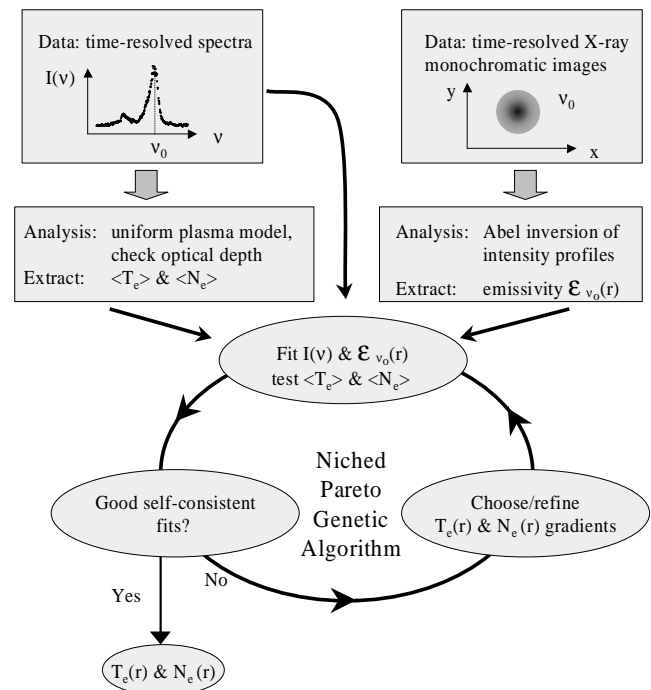 Data: time-resolved spectra
I(ν)
ν
ν₀
Data: time-resolved X-ray
monochromatic images
y
ν₀
x
Analysis: uniform plasma model,
check optical depth
Extract: <Tₑ> & <Nₑ>
Analysis: Abel inversion of
intensity profiles
Extract: emissivity ε ᵥₒ(r)
Fit I(ν) & ε ᵥₒ(r)
test <Tₑ> & <Nₑ>
Good self-consistent
fits?
Niched
Pareto
Genetic
Algorithm
Choose/refine
Tₑ(r) & Nₑ(r) gradients
Yes
No
Tₑ(r) & Nₑ(r)